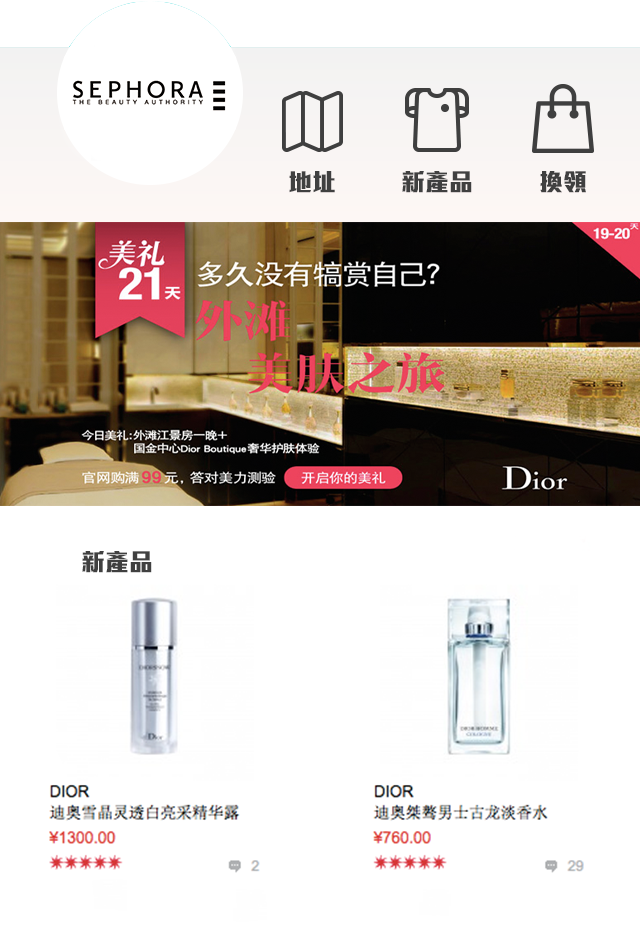 SEPHORA
THE BEAUTY AUTHORITY
地址
新產品
換領
美礼
21天
19-20天
多久没有犒赏自己?
外滩
美肤之旅
今日美礼:外滩江景房一晚+
国金中心Dior Boutique奢华护肤体验
官网购满99元,答对美力测验
开启你的美礼
Dior
新產品
DIORSNOW
Dior
DIOR HOMME
COLOGNE
DIOR
迪奥雪晶灵透白亮采精华露
¥1300.00
2
DIOR
迪奥桀骜男士古龙淡香水
¥760.00
29